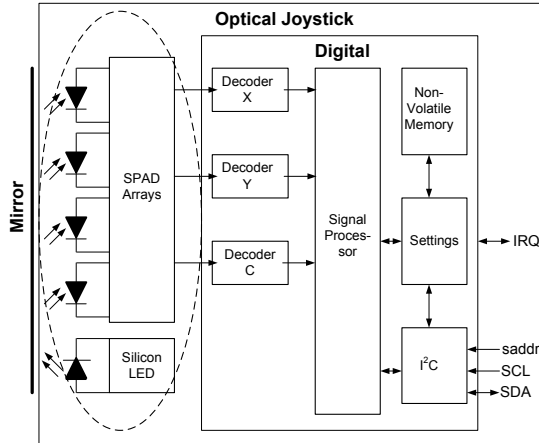 Optical Joystick
Digital
Mirror
SPAD
Arrays
Silicon
LED
Decoder
X
Decoder
Y
Decoder
C
Signal
Proces-
sor
Non-
Volatile
Memory
Settings
I²C
IRQ
saddr
SCL
SDA